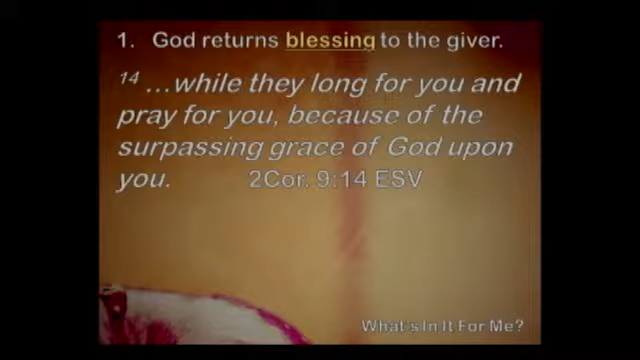 1. God returns blessing to the giver.
14 ...while they long for you and
pray for you, because of the
surpassing grace of God upon
you. 2Cor. 9:14 ESV
What's In It For Me?